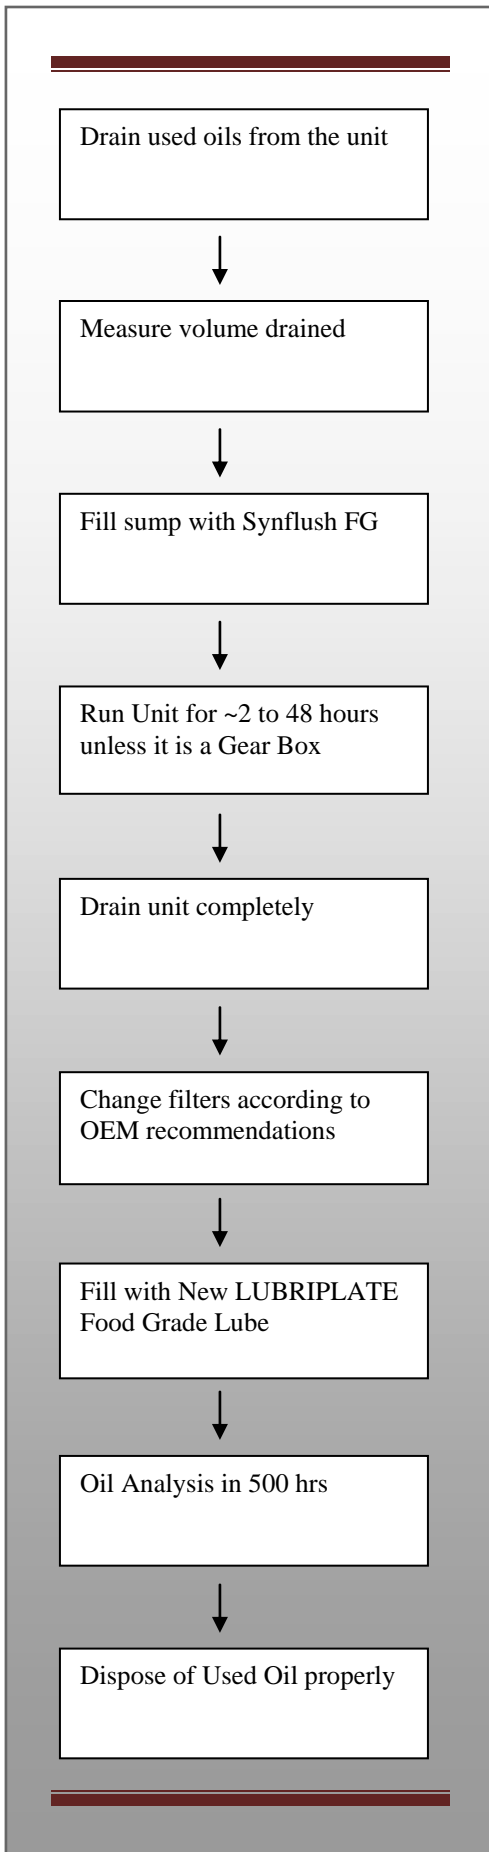 Drain used oils from the unit
Measure volume drained
Fill sump with Synflush FG
Run Unit for ~2 to 48 hours
unless it is a Gear Box
Drain unit completely
Change filters according to
OEM recommendations
Fill with New LUBRIPLATE
Food Grade Lube
Oil Analysis in 500 hrs
Dispose of Used Oil properly